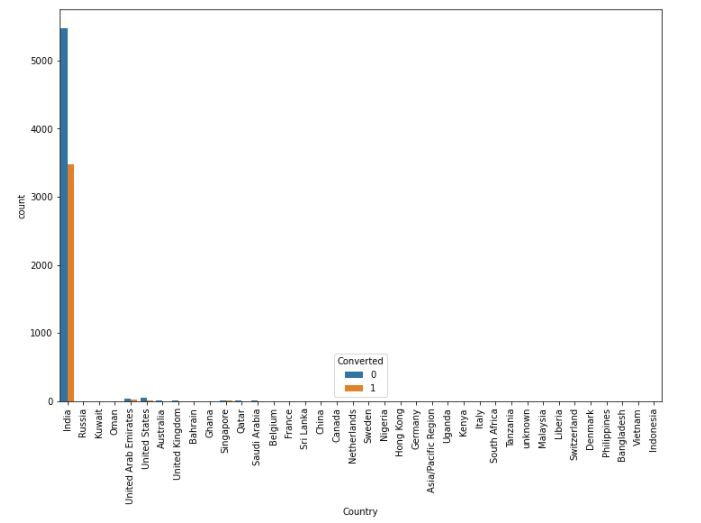 5000
4000
3000
2000
1000
0
count
Converted
0
1
India
Russia
Kuwait
Oman
United Arab Emirates
United States
Australia
United Kingdom
Bahrain
Ghana
Singapore
Qatar
Saudi Arabia
Belgium
France
Sri Lanka
China
Canada
Netherlands
Sweden
Nigeria
Hong Kong
Germany
Asia/Pacific Region
Uganda
Kenya
Italy
South Africa
Tanzania
unknown
Malaysia
Liberia
Switzerland
Denmark
Philippines
Bangladesh
Vietnam
Indonesia
Country